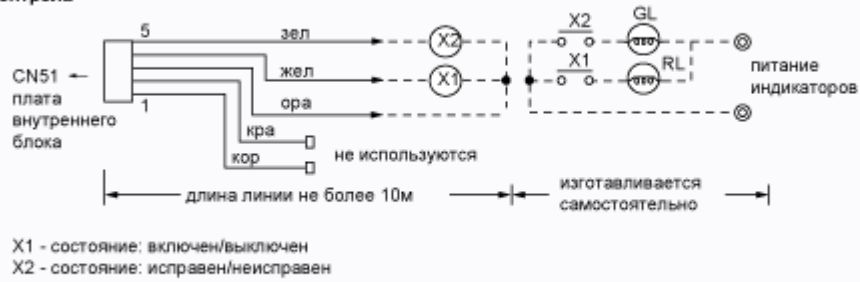 5
зел
X2
X2
GL
CN51
плата
внутреннего
блока
жел
X1
X1
RL
питание
индикаторов
1
ора
кра
кор
не используются
длина линии не более 10м
изготавливается
самостоятельно
X1 - состояние: включен/выключен
X2 - состояние: исправен/неисправен